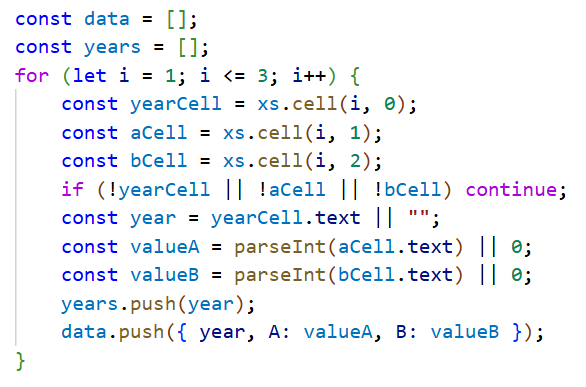 const data = [];
const years = [];
for (let i = 1; i <= 3; i++) {
    const yearCell = xs.cell(i, 0);
    const aCell = xs.cell(i, 1);
    const bCell = xs.cell(i, 2);
    if (!yearCell || !aCell || !bCell) continue;
    const year = yearCell.text || "";
    const valueA = parseInt(aCell.text) || 0;
    const valueB = parseInt(bCell.text) || 0;
    years.push(year);
    data.push({ year, A: valueA, B: valueB });
}